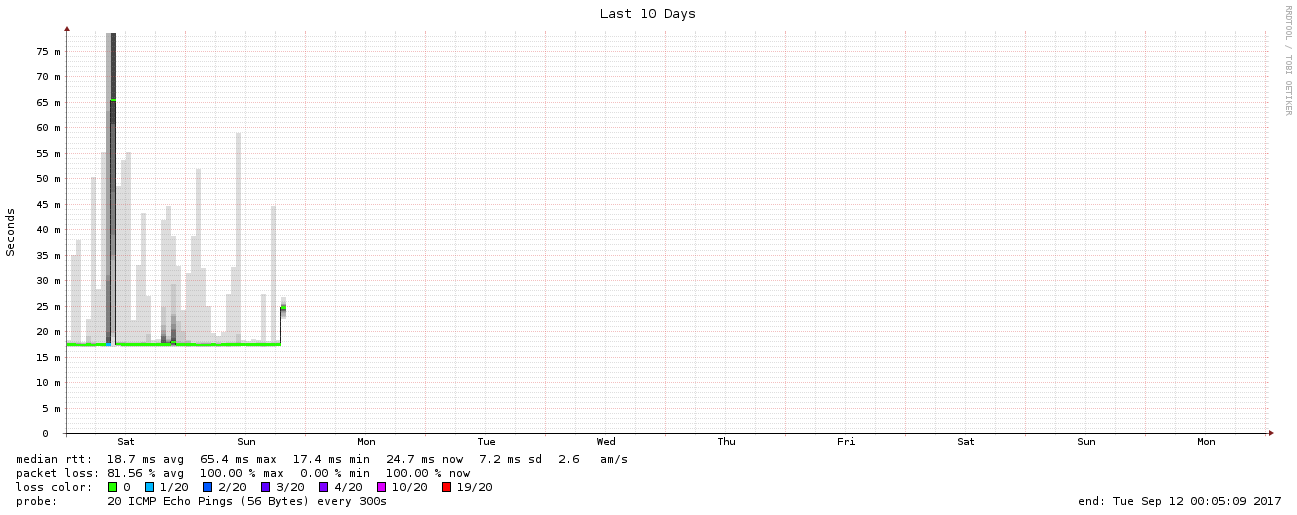 Last 10 Days
RRDTOOL / TOBI OETIKER
Seconds
75 m
70 m
65 m
60 m
55 m
50 m
45 m
40 m
35 m
30 m
25 m
20 m
15 m
10 m
5 m
0
Sat Sun Mon Tue Wed Thu Fri Sat Sun Mon
median rtt: 18.7 ms avg 65.4 ms max 17.4 ms min 24.7 ms now 7.2 ms sd 2.6 am/s
packet loss: 81.56 % avg 100.00 % max 0.00 % min 100.00 % now
loss color: 0 1/20 2/20 3/20 4/20 10/20 19/20
probe: 20 ICMP Echo Pings (56 Bytes) every 300s end: Tue Sep 12 00:05:09 2017